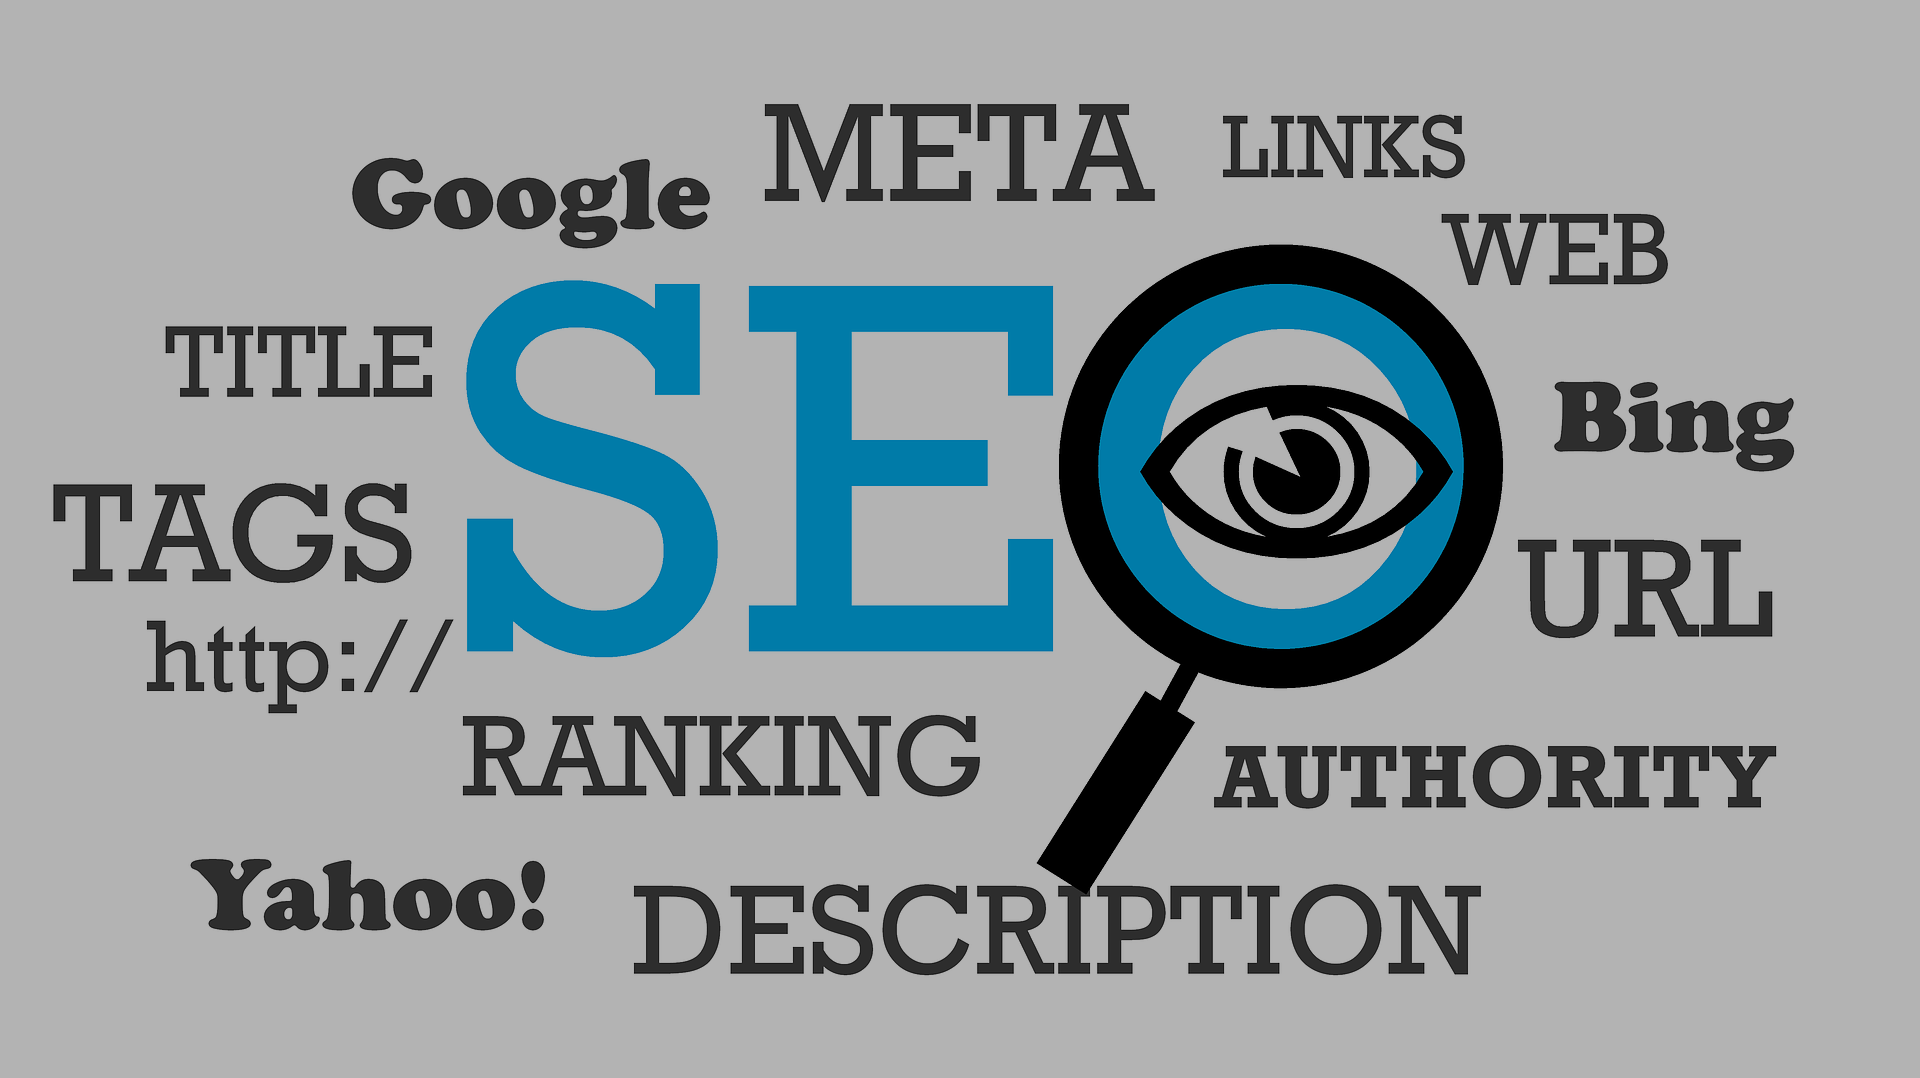 META
LINKS
Google
WEB
TITLE
SEO
Bing
TAGS
URL
http://
RANKING
AUTHORITY
Yahoo!
DESCRIPTION